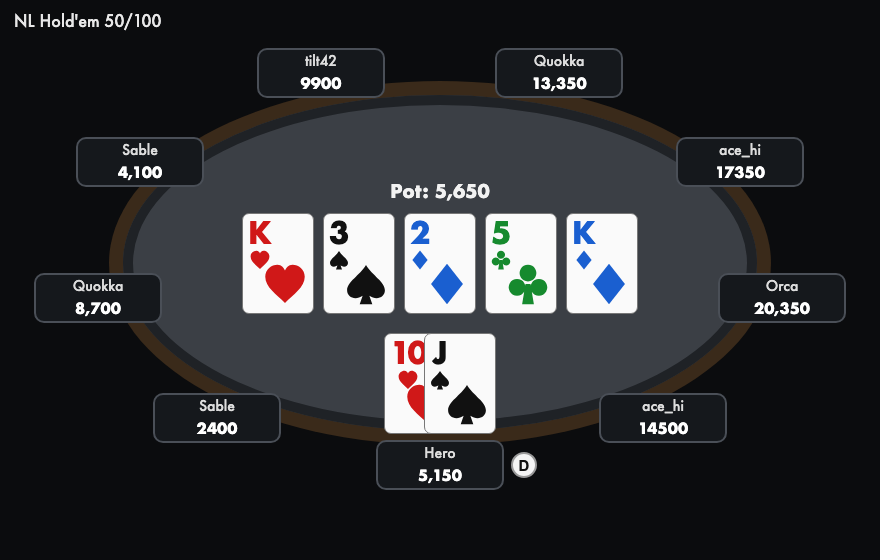 NL Hold'em 50/100
tilt42
9900
Quokka
13,350
Sable
4,100
ace_hi
17350
Pot: 5,650
K
3
2
5
K
Quokka
8,700
Orca
20,350
10
J
Sable
2400
ace_hi
14500
Hero
5,150
D